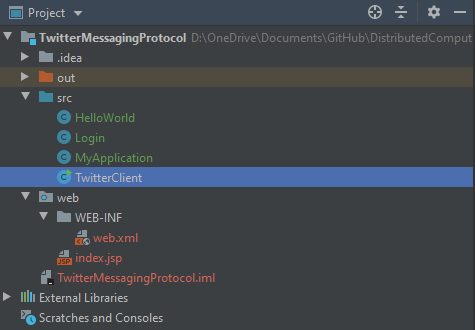 Project
TwitterMessagingProtocol D:\OneDrive\Documents\GitHub\DistributedComput
.idea
out
src
HelloWorld
Login
MyApplication
TwitterClient
web
WEB-INF
web.xml
index.jsp
TwitterMessagingProtocol.iml
External Libraries
Scratches and Consoles